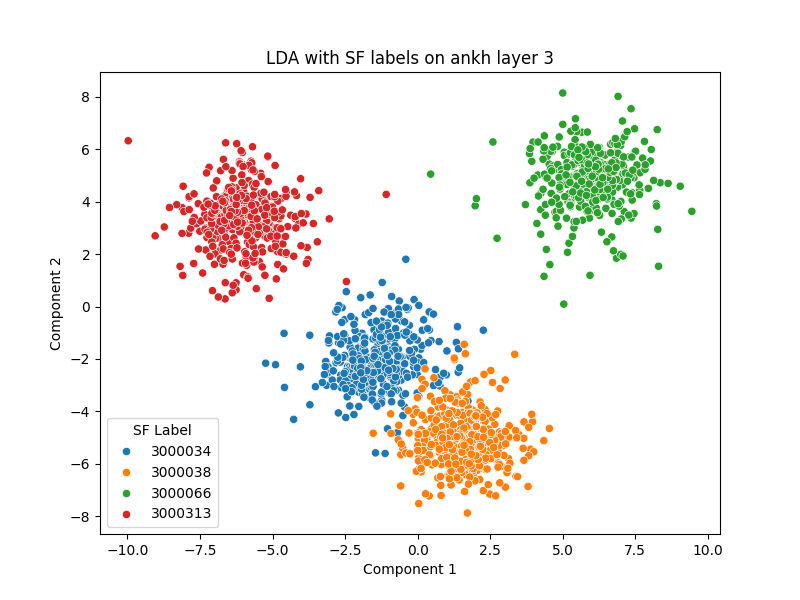 LDA with SF labels on ankh layer 3
8
6
4
2
0
−2
−4
−6
−8
Component 2
SF Label
3000034
3000038
3000066
3000313
−10.0 −7.5 −5.0 −2.5 0.0 2.5 5.0 7.5 10.0
Component 1